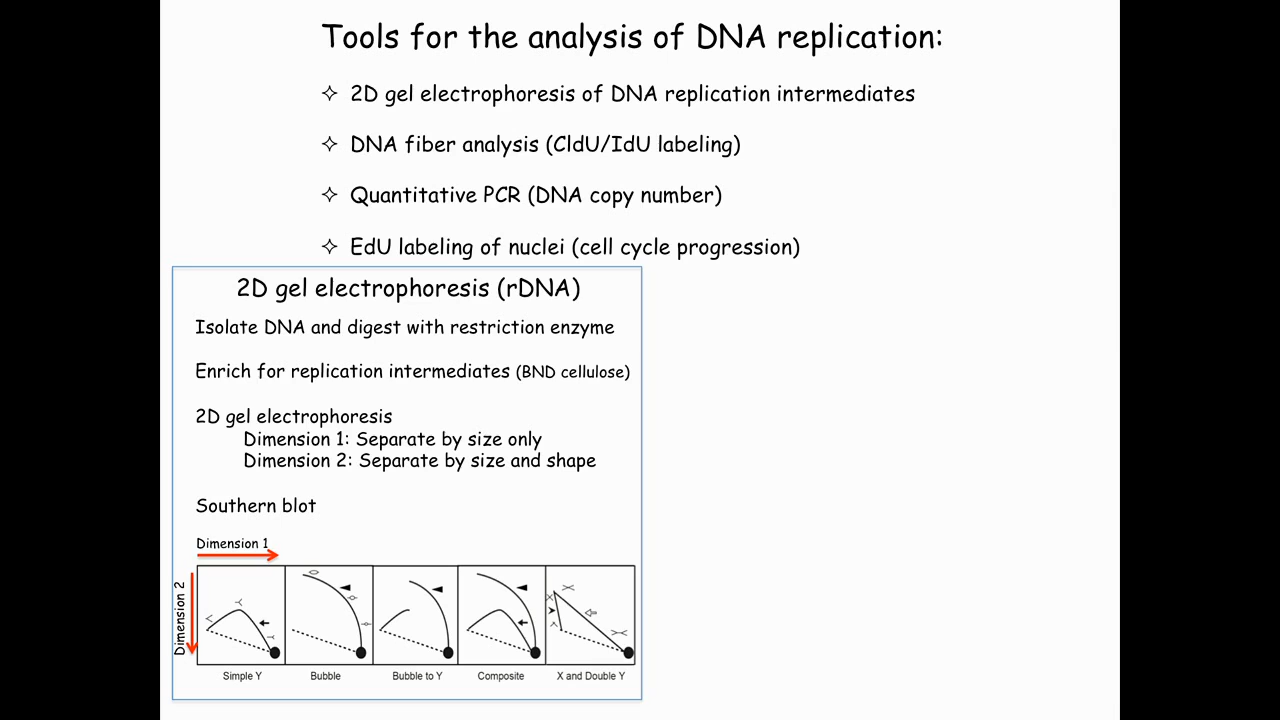 Tools for the analysis of DNA replication:
✧ 2D gel electrophoresis of DNA replication intermediates
✧ DNA fiber analysis (CldU/IdU labeling)
✧ Quantitative PCR (DNA copy number)
✧ EdU labeling of nuclei (cell cycle progression)
2D gel electrophoresis (rDNA)
Isolate DNA and digest with restriction enzyme
Enrich for replication intermediates (BND cellulose)
2D gel electrophoresis
Dimension 1: Separate by size only
Dimension 2: Separate by size and shape
Southern blot
Dimension 1
Dimension 2
Simple Y
Bubble
Bubble to Y
Composite
X and Double Y